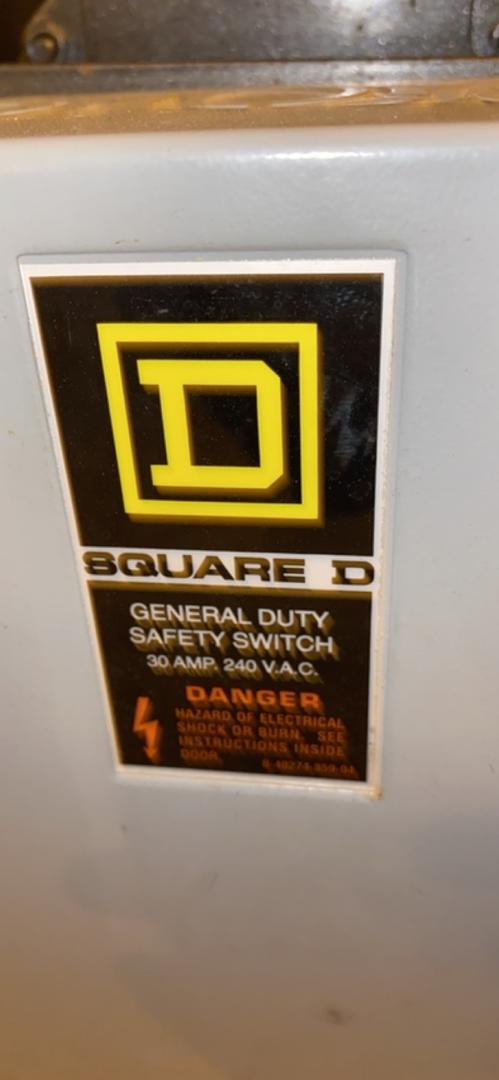 D
SQUARE D
GENERAL DUTY
SAFETY SWITCH
30 AMP. 240 V.A.C.
DANGER
HAZARD OF ELECTRICAL
SHOCK OR BURN. SEE
INSTRUCTIONS INSIDE
DOOR.